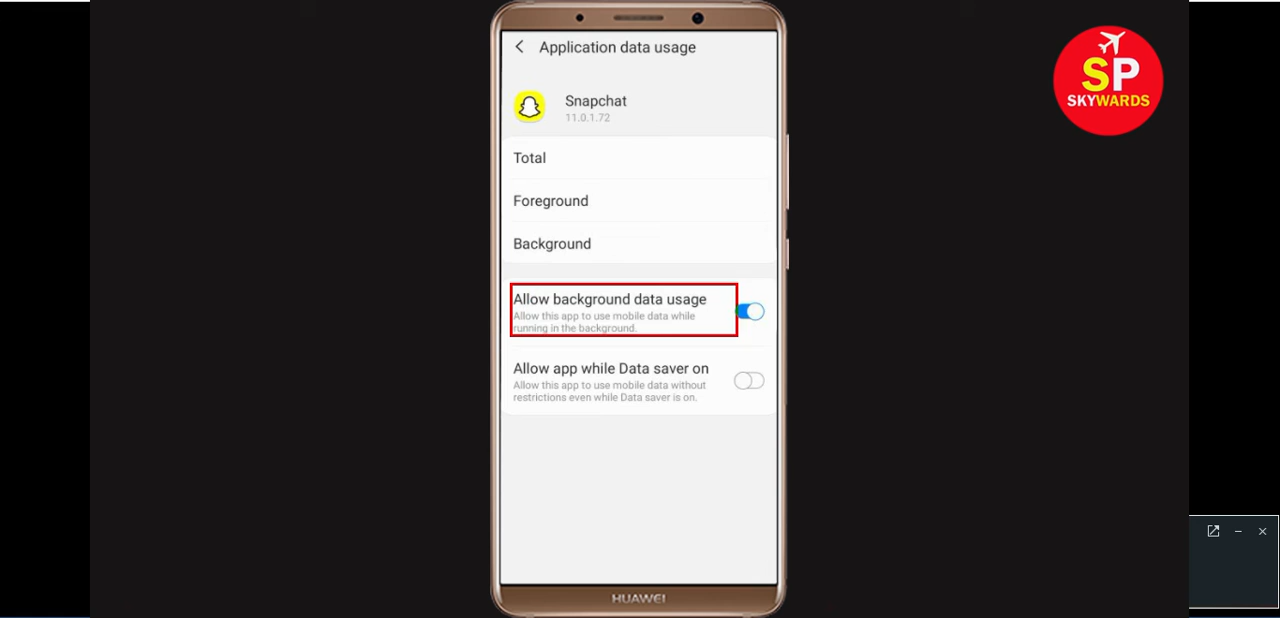 Application data usage
Snapchat
11.0.1.72
Total
Foreground
Background
Allow background data usage
Allow this app to use mobile data while
running in the background.
Allow app while Data saver on
Allow this app to use mobile data without
restrictions even while Data saver is on.
HUAWEI
SP
SKYWARDS